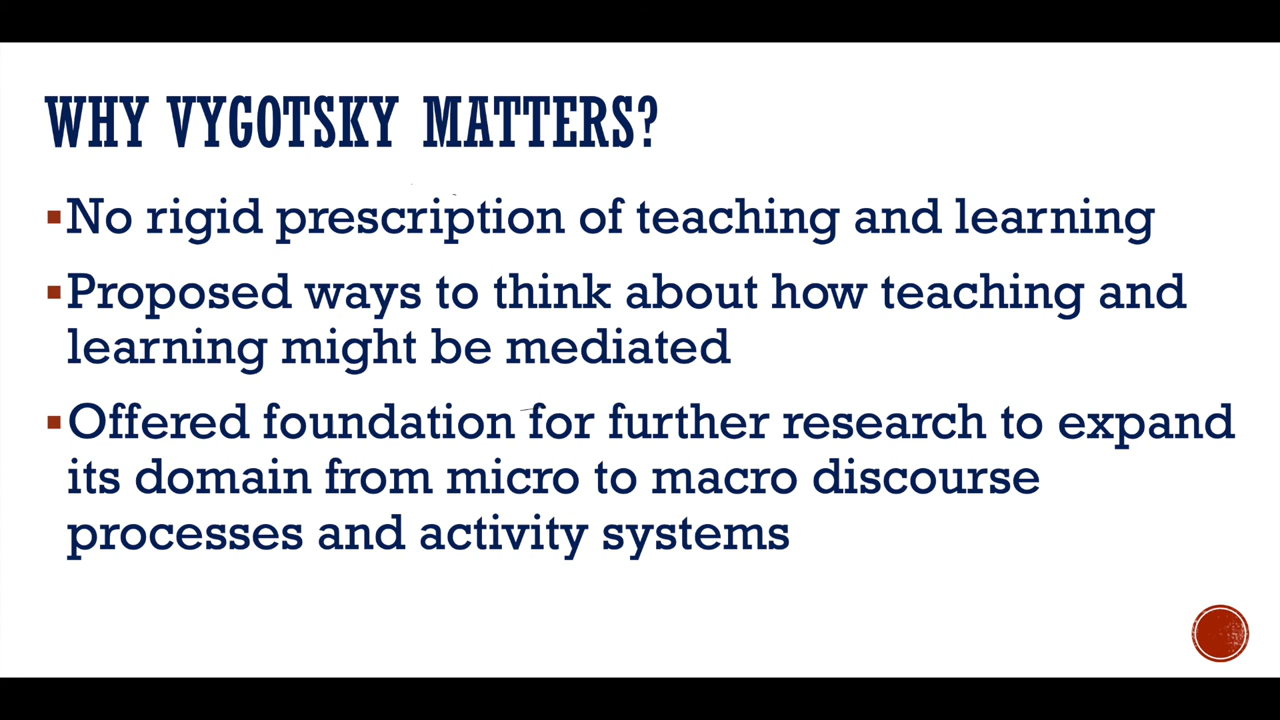 WHY VYGOTSKY MATTERS?
▪No rigid prescription of teaching and learning
▪Proposed ways to think about how teaching and
learning might be mediated
▪Offered foundation for further research to expand
its domain from micro to macro discourse
processes and activity systems